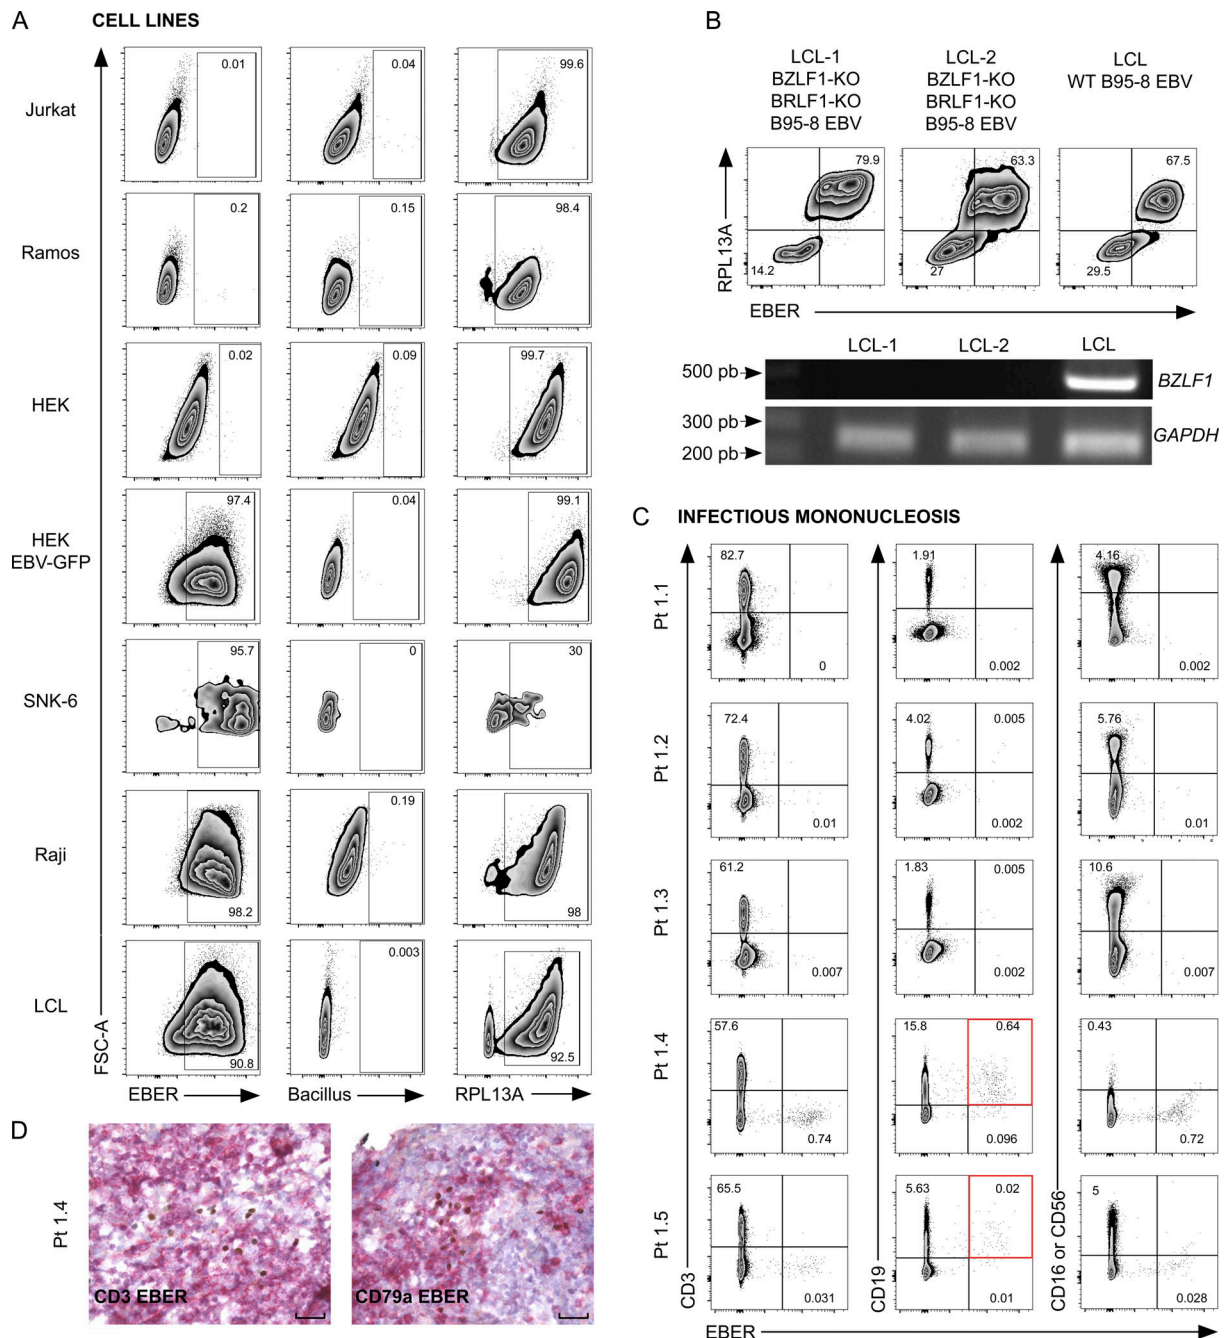 A
CELL LINES
Jurkat
0.01
0.04
99.6
Ramos
0.2
0.15
98.4
HEK
0.02
0.09
99.7
HEK
EBV-GFP
97.4
0.04
99.1
SNK-6
95.7
0
30
Raji
98.2
0.19
98
LCL
90.8
0.003
92.5
FSC-A
EBER
Bacillus
RPL13A
B
LCL-1
BZLF1-KO
BRLF1-KO
B95-8 EBV
LCL-2
BZLF1-KO
BRLF1-KO
B95-8 EBV
LCL
WT B95-8 EBV
79.9
14.2
63.3
27
67.5
29.5
RPL13A
EBER
LCL-1
LCL-2
LCL
500 pb
BZLF1
300 pb
200 pb
GAPDH
C
INFECTIOUS MONONUCLEOSIS
Pt 1.1
82.7
0
1.91
0.002
4.16
0.002
Pt 1.2
72.4
0.01
4.02
0.005
0.002
5.76
0.01
Pt 1.3
61.2
0.007
1.83
0.005
0.002
10.6
0.007
Pt 1.4
57.6
0.74
15.8
0.64
0.096
0.43
0.72
Pt 1.5
65.5
0.031
5.63
0.02
0.01
5
0.028
CD3
CD19
CD16 or CD56
EBER
D
Pt 1.4
CD3 EBER
CD79a EBER